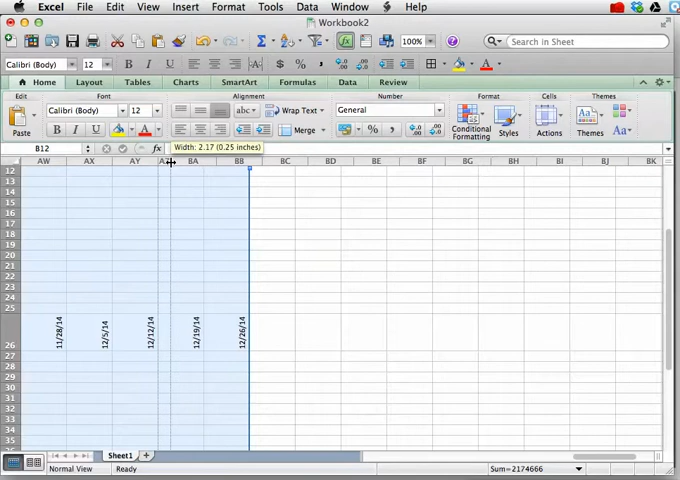 Excel File Edit View Insert Format Tools Data Window Help
Workbook2
100% Search in Sheet
Calibri (Body) 12 B I U $ %
Home Layout Tables Charts SmartArt Formulas Data Review
Edit Font Alignment Number Format Cells Themes
Paste Calibri (Body) 12 abc Wrap Text General Conditional Formatting Styles Actions Themes Aa
B I U A Merge %
B12 fx Width: 2.17 (0.25 inches)
AW AX AY AZ BA BB BC BD BE BF BG BH BI BJ BK
12
13
14
15
16
17
18
19
20
21
22
23
24
25
26 11/28/14 12/5/14 12/12/14 12/19/14 12/26/14
27
28
29
30
31
32
33
34
35
Sheet1
Normal View Ready Sum=2174666